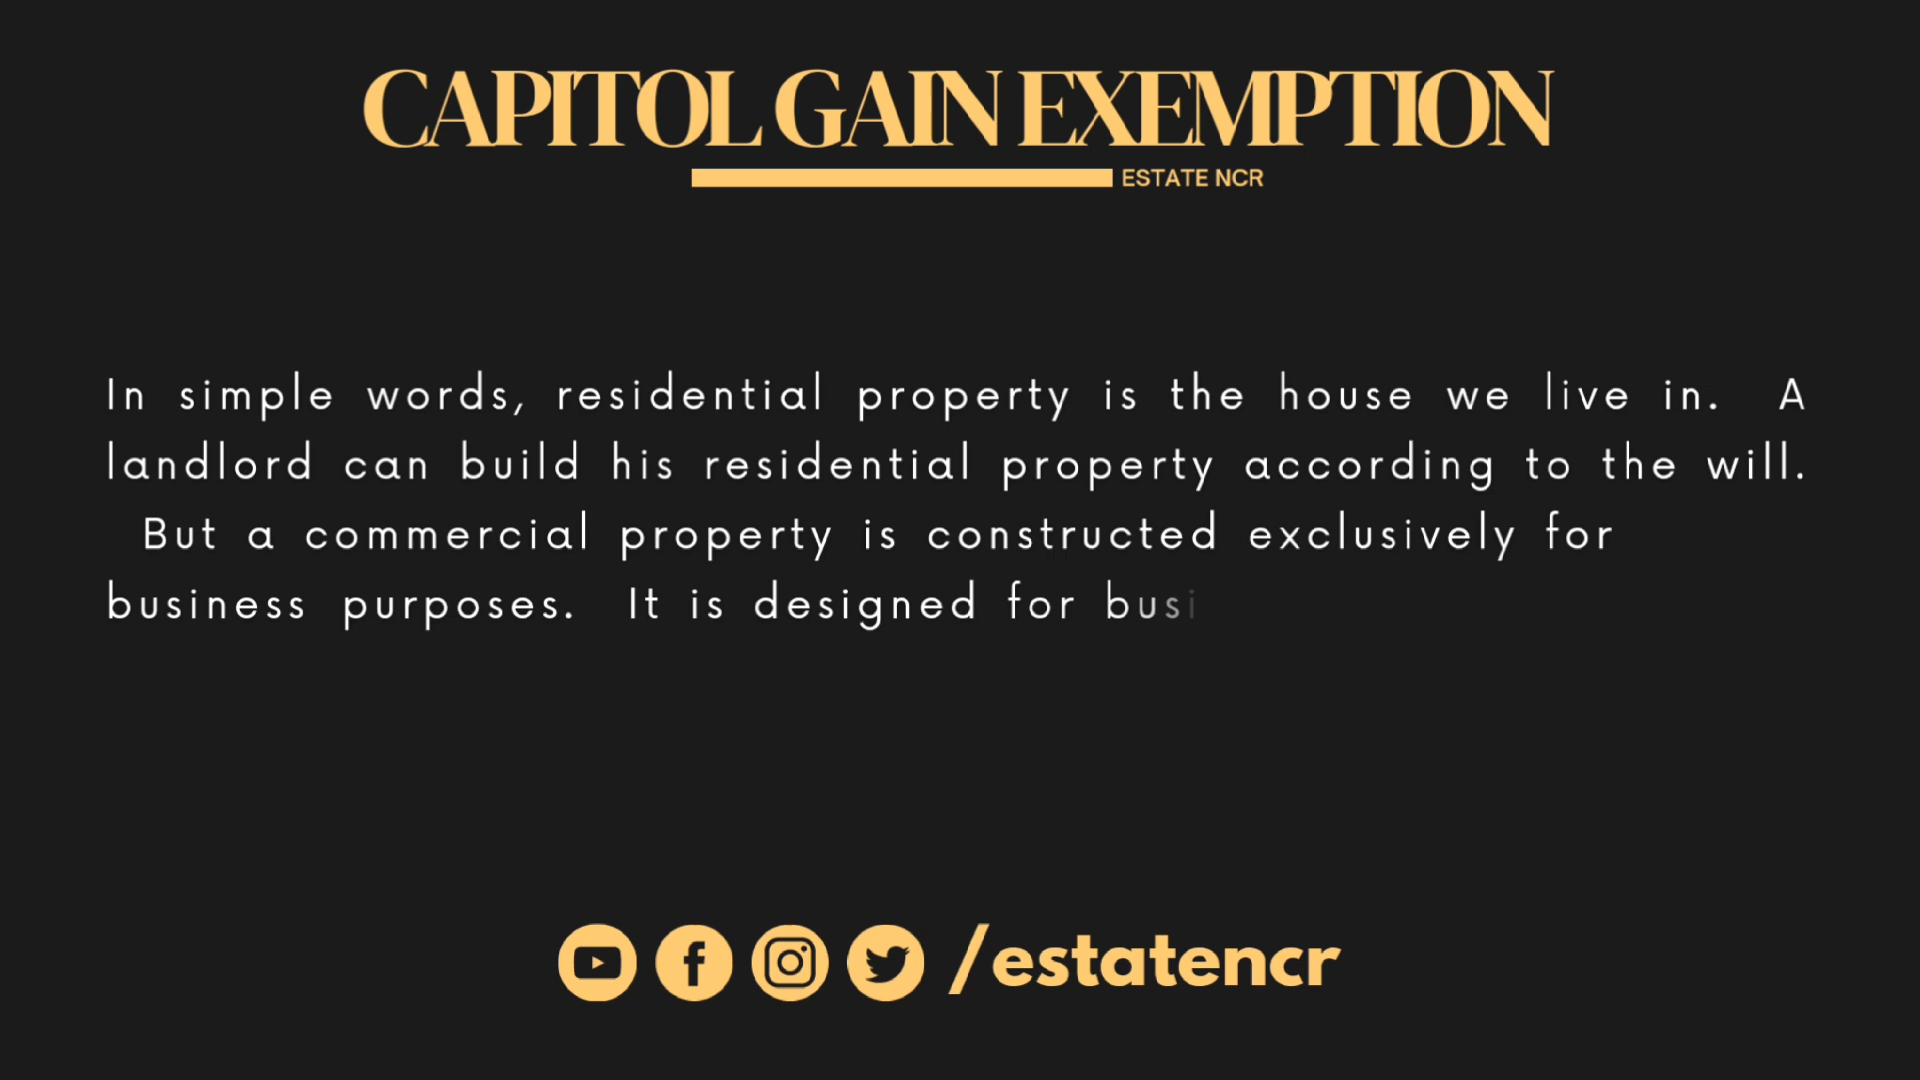 CAPITOL GAIN EXEMPTION
ESTATE NCR
In simple words, residential property is the house we live in. A
landlord can build his residential property according to the will.
But a commercial property is constructed exclusively for
business purposes. It is designed for busi
/estatencr